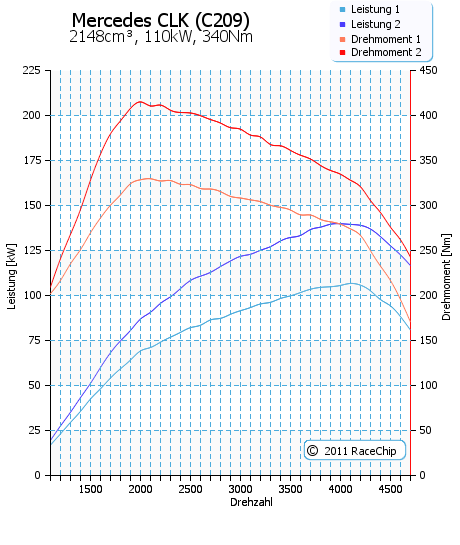 Mercedes CLK (C209)
2148cm³, 110kW, 340Nm
Leistung 1
Leistung 2
Drehmoment 1
Drehmoment 2
225
200
175
150
125
100
75
50
25
0
Leistung [kW]
450
400
350
300
250
200
150
100
50
0
Drehmoment [Nm]
1500 2000 2500 3000 3500 4000 4500
Drehzahl
© 2011 RaceChip